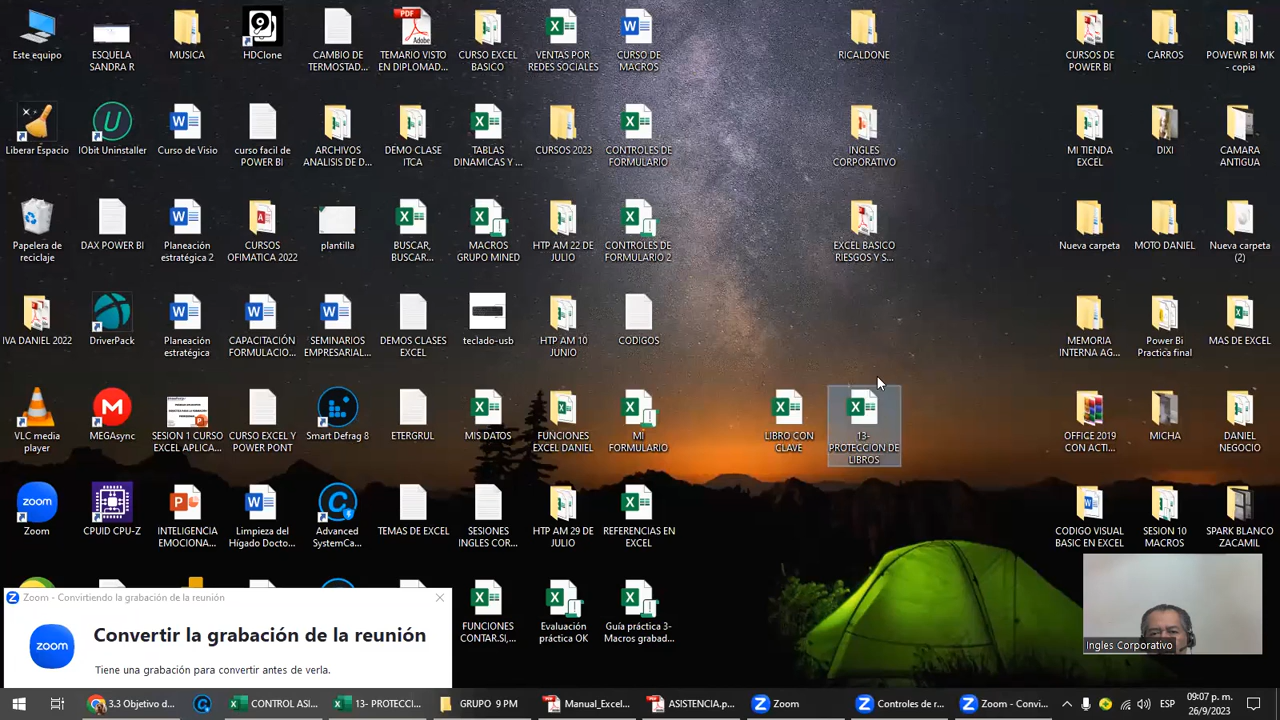 Este equipo
ESQUELA
SANDRA R
MUSICA
HDClone
CAMBIO DE
TERMOSTAD...
TEMARIO VISTO
EN DIPLOMAD...
CURSO EXCEL
BASICO
VENTAS POR
REDES SOCIALES
CURSO DE
MACROS
RICALDONE
CURSOS DE
POWER BI
CARROS
POWEWR BI MK
- copia
Liberar Espacio
IObit Uninstaller
Curso de Visio
curso facil de
POWER BI
ARCHIVOS
ANALISIS DE D...
DEMO CLASE
ITCA
TABLAS
DINAMICAS Y ...
CURSOS 2023
CONTROLES DE
FORMULARIO
INGLES
CORPORATIVO
MI TIENDA
EXCEL
DIXI
CAMARA
ANTIGUA
Papelera de
reciclaje
DAX POWER BI
Planeación
estratégica 2
CURSOS
OFIMATICA 2022
plantilla
BUSCAR,
BUSCAR...
MACROS
GRUPO MINED
HTP AM 22 DE
JULIO
CONTROLES DE
FORMULARIO 2
EXCEL BASICO
RIESGOS Y S...
Nueva carpeta
MOTO DANIEL
Nueva carpeta
(2)
IVA DANIEL 2022
DriverPack
Planeación
estratégica
CAPACITACIÓN
FORMULACIO...
SEMINARIOS
EMPRESARIAL...
DEMOS CLASES
EXCEL
teclado-usb
HTP AM 10
JUNIO
CODIGOS
MEMORIA
INTERNA AG...
Power Bi
Practica final
MAS DE EXCEL
VLC media
player
MEGAsync
SESION 1 CURSO
EXCEL APLICA...
CURSO EXCEL Y
POWER PONT
Smart Defrag 8
ETERGRUL
MIS DATOS
FUNCIONES
EXCEL DANIEL
MI
FORMULARIO
LIBRO CON
CLAVE
13-
PROTECCION DE
LIBROS
OFFICE 2019
CON ACTI...
MICHA
DANIEL
NEGOCIO
Zoom
CPUID CPU-Z
INTELIGENCIA
EMOCIONA...
Limpieza del
Hígado Docto...
Advanced
SystemCa...
TEMAS DE EXCEL
SESIONES
INGLES COR...
HTP AM 29 DE
JULIO
REFERENCIAS EN
EXCEL
CODIGO VISUAL
BASIC EN EXCEL
SESION 10
MACROS
SPARK BLANCO
ZACAMIL
FUNCIONES
CONTAR.SI,...
Evaluación
práctica OK
Guía práctica 3-
Macros grabad...
Zoom - Convirtiendo la grabación de la reunión
zoom
Convertir la grabación de la reunión
Tiene una grabación para convertir antes de verla.
Ingles Corporativo
3.3 Objetivo s...
CONTROL ASI...
13- PROTECCI...
GRUPO 9 PM
Manual_Excel...
ASISTENCIA.p...
Zoom
Controles de r...
Zoom - Convi...
ESP
09:07 p. m.
26/9/2023